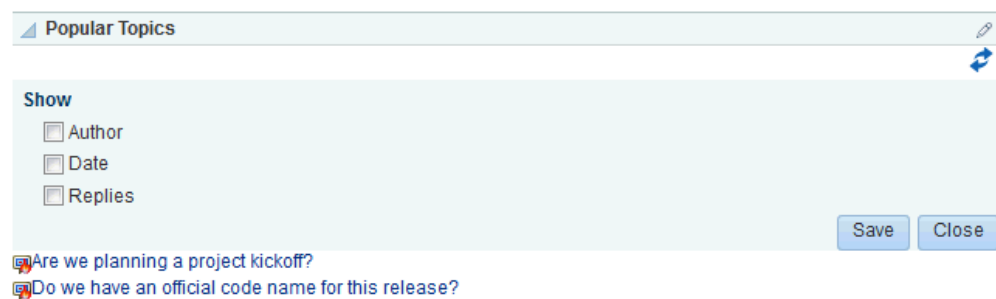 Popular Topics
Show
Author
Date
Replies
Save Close
Are we planning a project kickoff?
Do we have an official code name for this release?